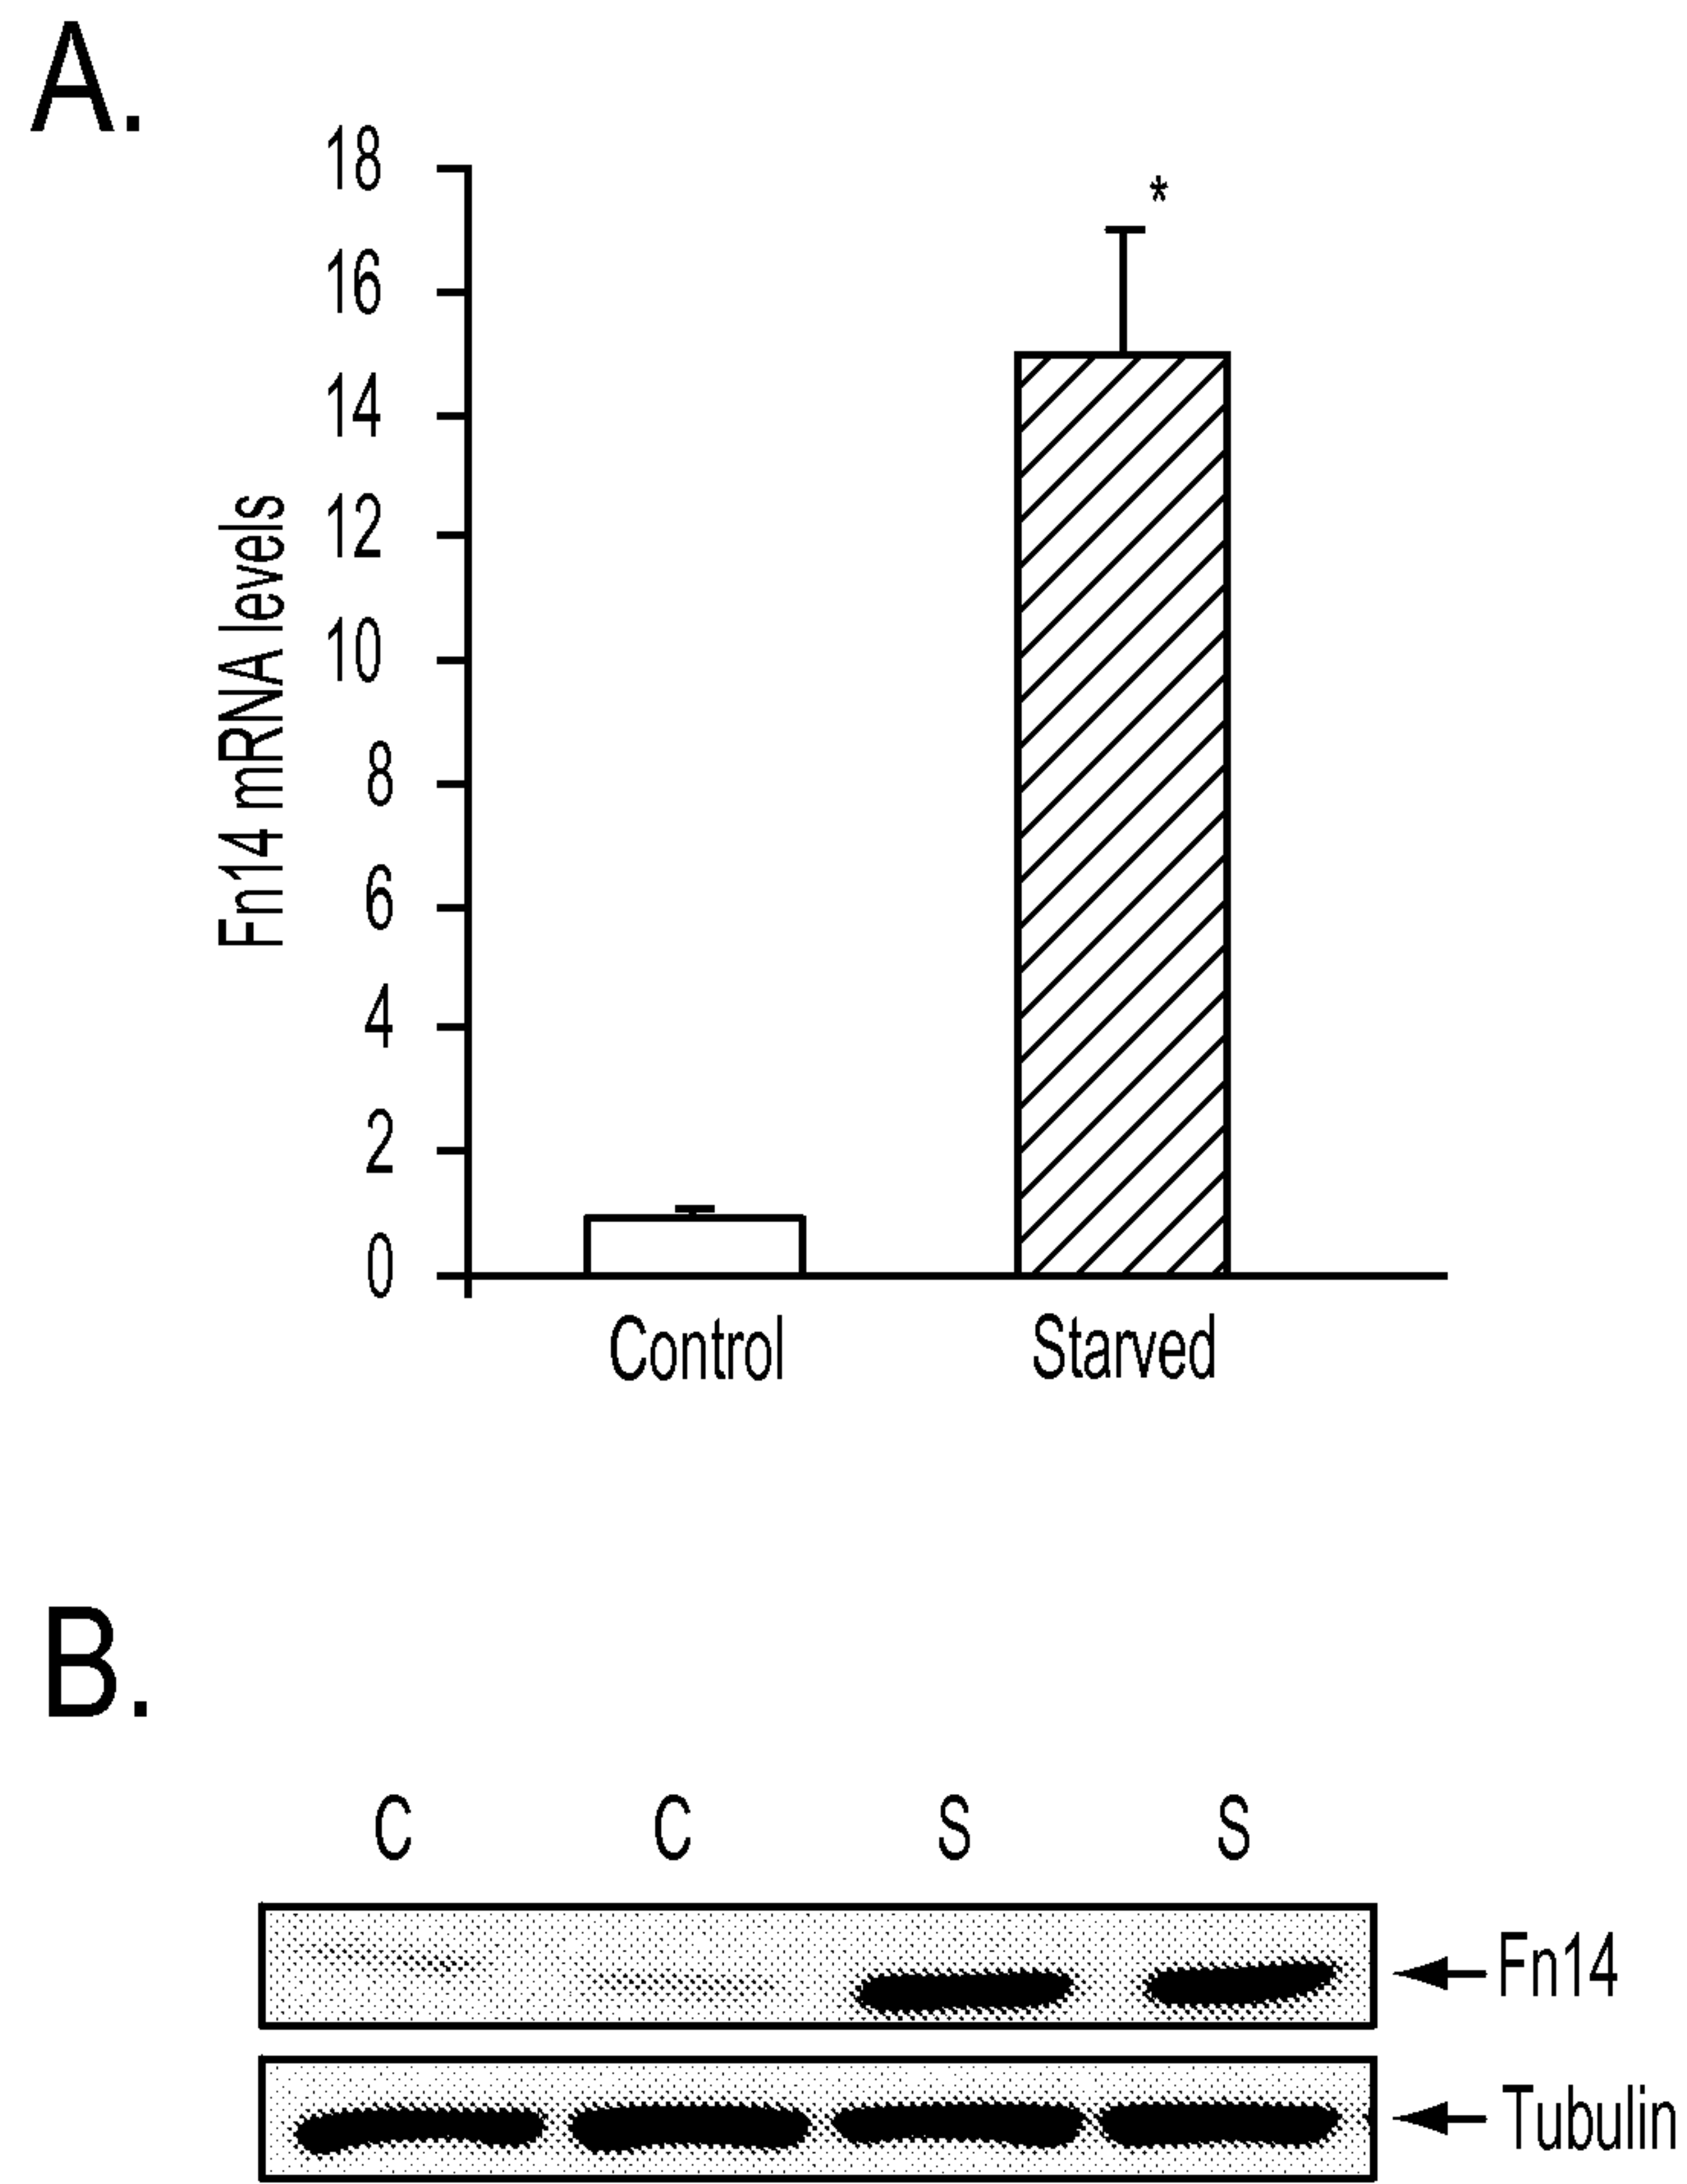 A.
18
*
16
14
12
10
8
6
4
2
0
Fn14 mRNA levels
Control Starved
B.
C C S S
Fn14
Tubulin